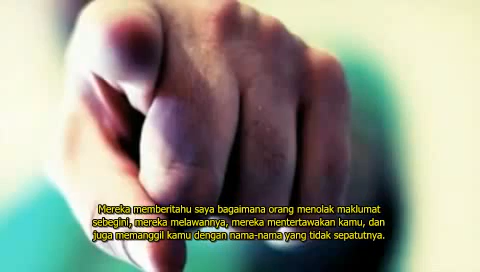 Mereka memberitahu saya bagaimana orang menolak maklumat
sebegini, mereka melawannya, mereka mentertawakan kamu, dan
juga memanggil kamu dengan nama-nama yang tidak sepatutnya.